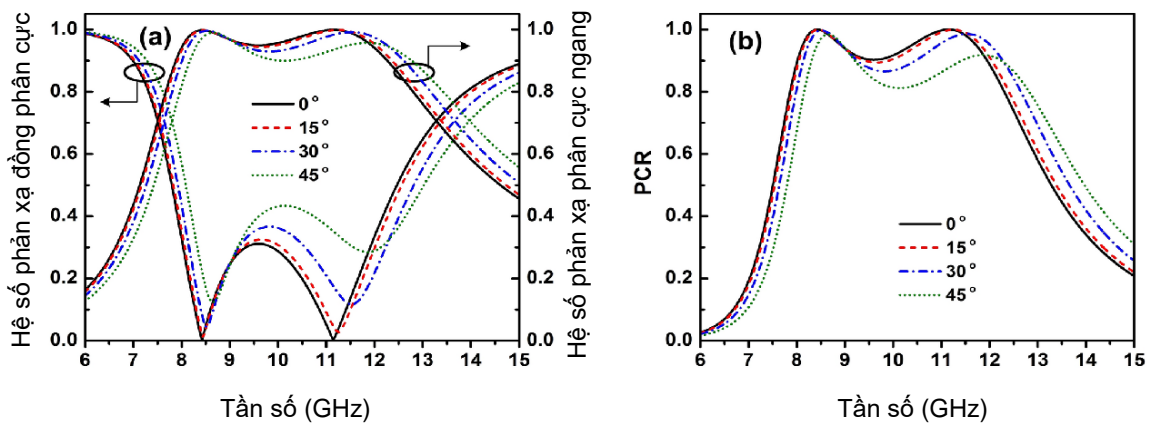 Hệ số phản xạ đồng phân cực
1.0
0.8
0.6
0.4
0.2
0.0
(a)
0°
15°
30°
45°
6 7 8 9 10 11 12 13 14 15
Tần số (GHz)
1.0
0.8
0.6
0.4
0.2
0.0
Hệ số phản xạ phân cực ngang
PCR
1.0
0.8
0.6
0.4
0.2
0.0
(b)
0°
15°
30°
45°
6 7 8 9 10 11 12 13 14 15
Tần số (GHz)